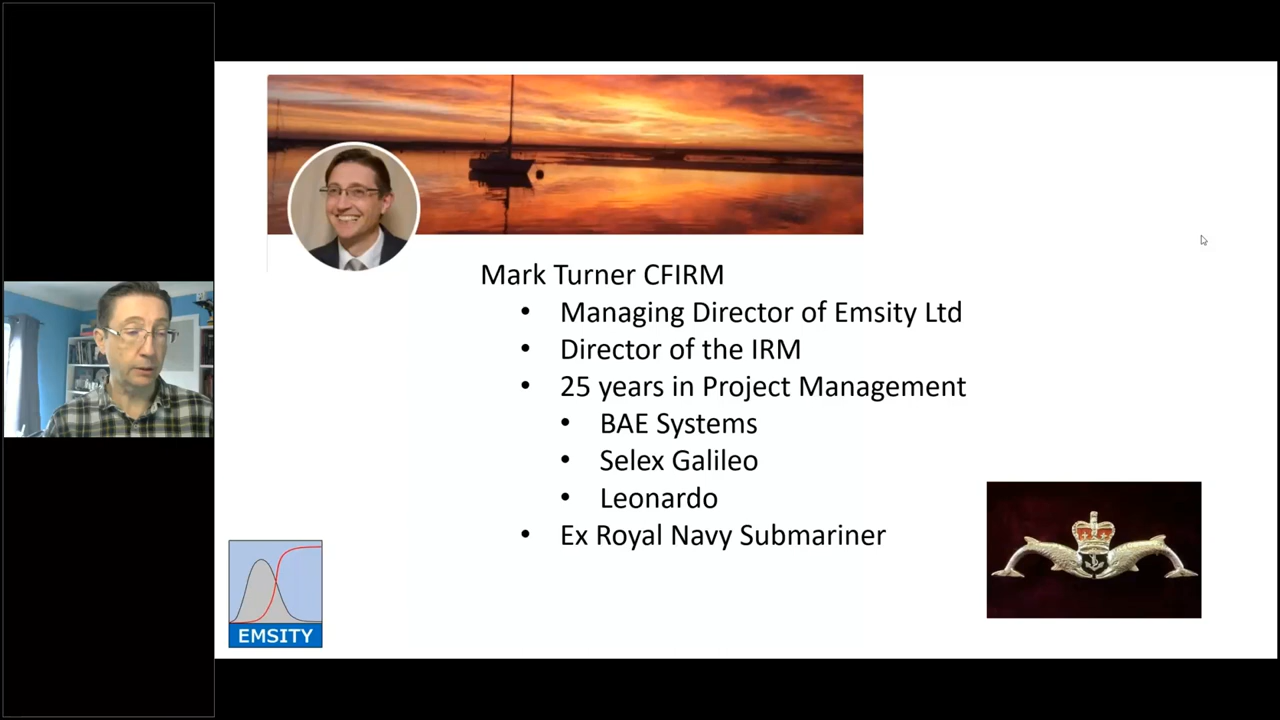 Mark Turner CFIRM
• Managing Director of Emsity Ltd
• Director of the IRM
• 25 years in Project Management
• BAE Systems
• Selex Galileo
• Leonardo
• Ex Royal Navy Submariner
EMSITY